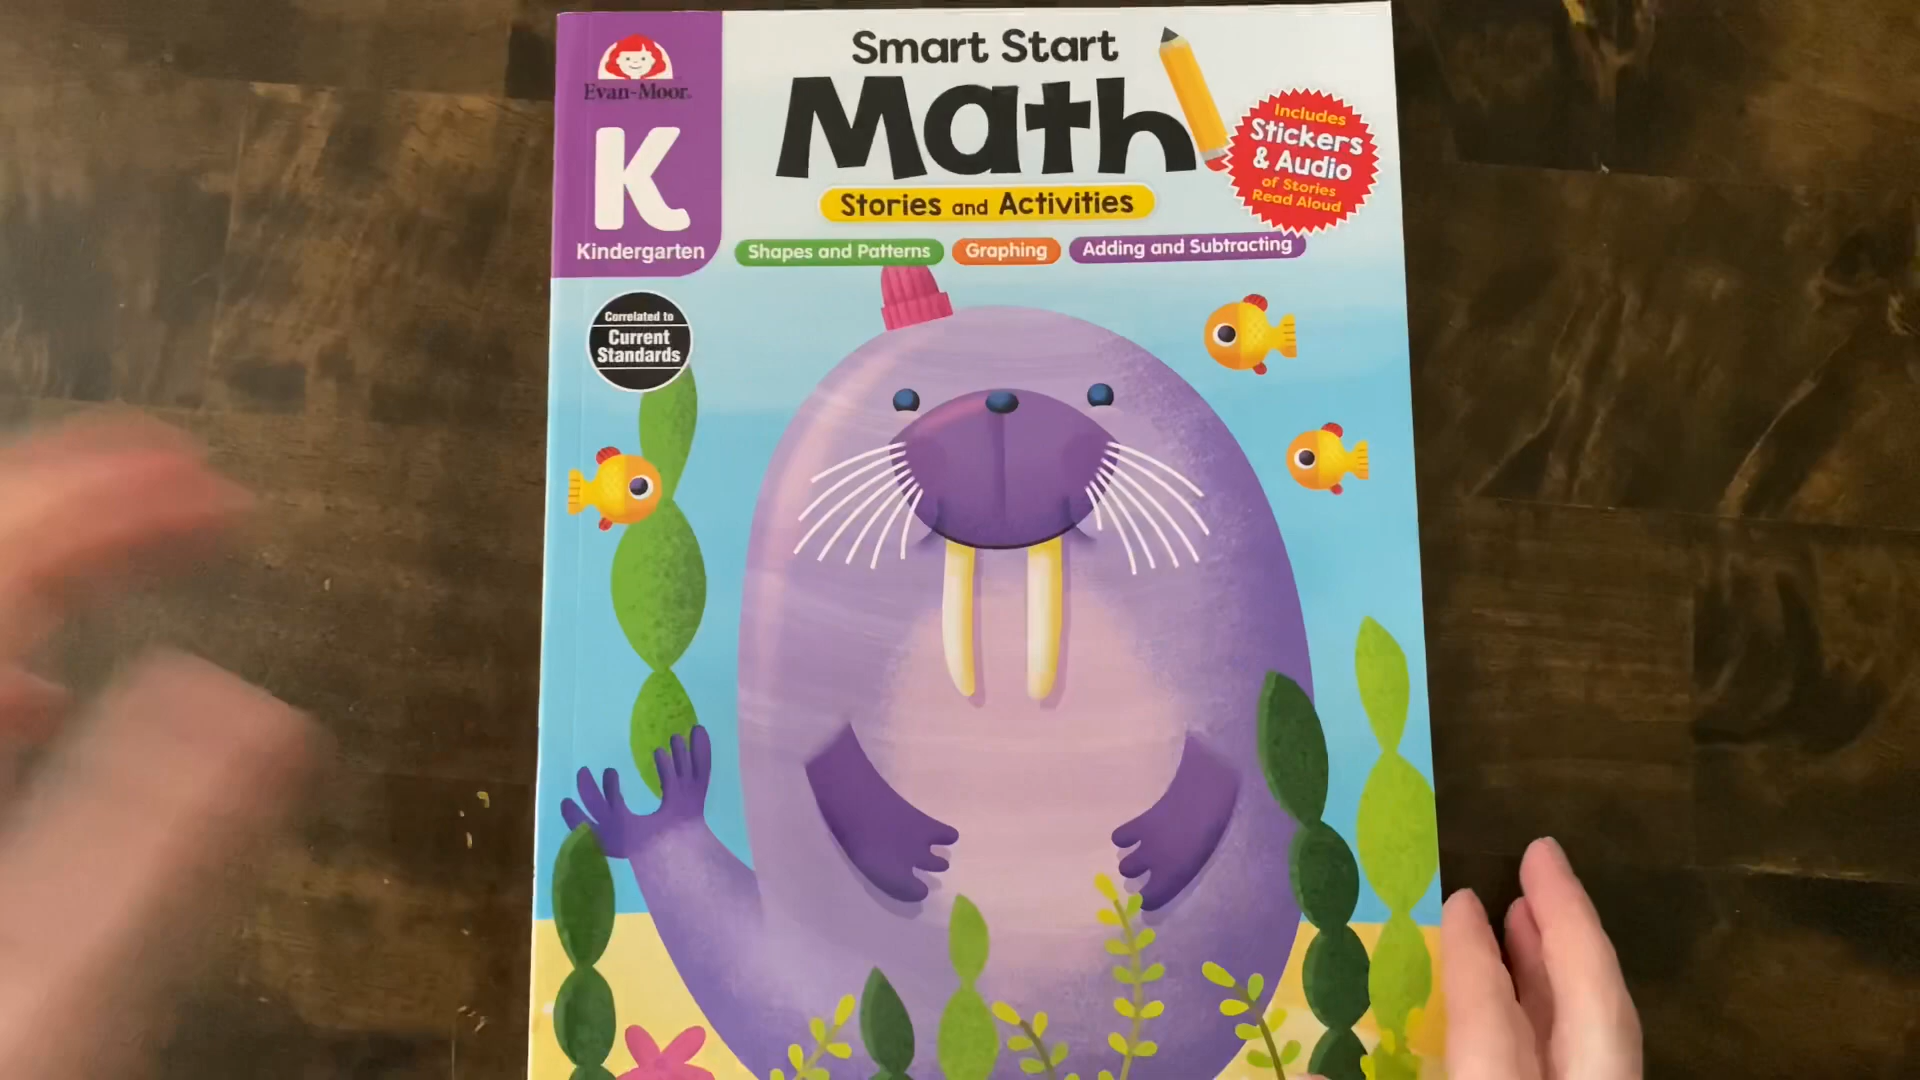 Evan-Moor.
K
Kindergarten
Smart Start
Math
Stories and Activities
Includes
Stickers
& Audio
of Stories
Read Aloud
Shapes and Patterns
Graphing
Adding and Subtracting
Correlated to
Current
Standards